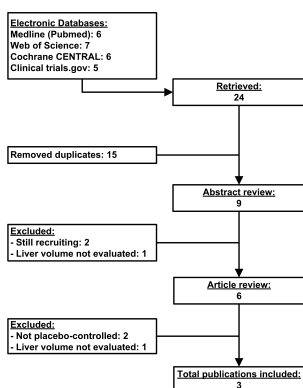 Electronic Databases:
Medline (Pubmed): 6
Web of Science: 7
Cochrane CENTRAL: 6
Clinical trials.gov: 5
Retrieved:
24
Removed duplicates: 15
Abstract review:
9
Excluded:
- Still recruiting: 2
- Liver volume not evaluated: 1
Article review:
6
Excluded:
- Not placebo-controlled: 2
- Liver volume not evaluated: 1
Total publications included:
3